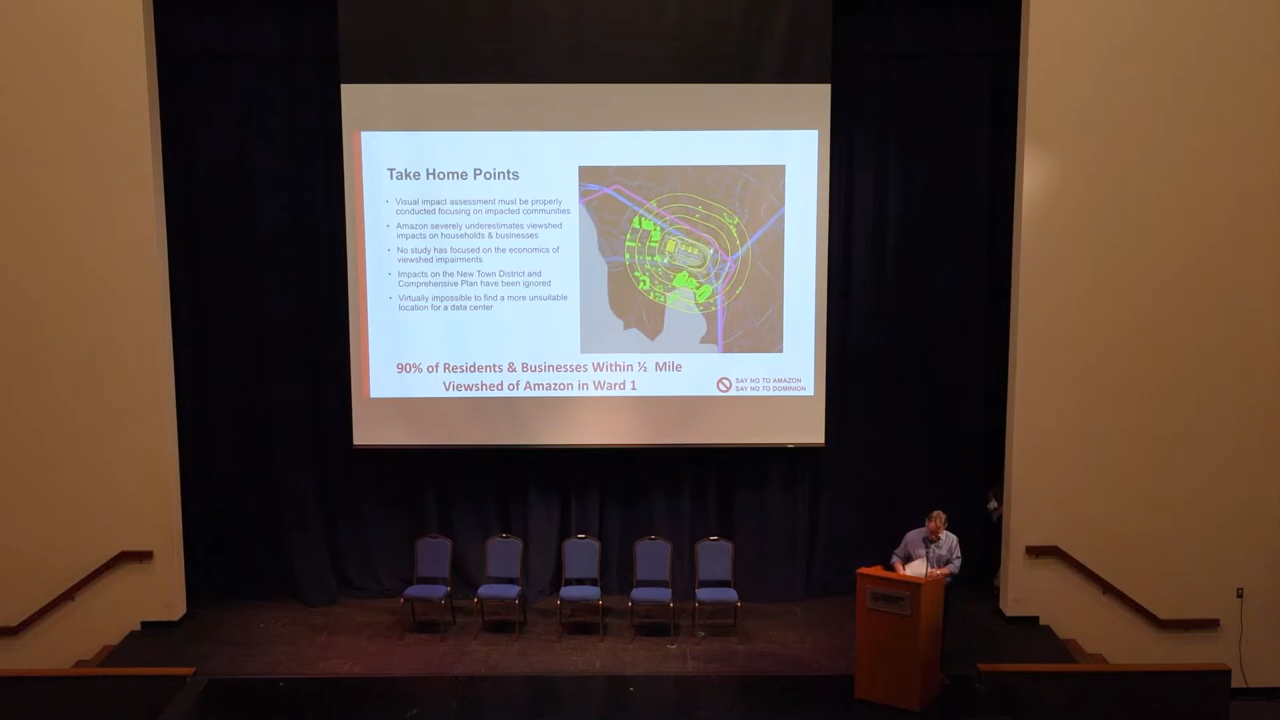 Take Home Points
• Visual impact assessment must be properly
conducted focusing on impacted communities
• Amazon severely underestimates viewshed
impacts on households & businesses
• No study has focused on the economics of
viewshed impairments
• Impacts on the New Town District and
Comprehensive Plan have been ignored
• Virtually impossible to find a more unsuitable
location for a data center
90% of Residents & Businesses Within ½ Mile
Viewshed of Amazon in Ward 1
SAY NO TO AMAZON
SAY NO TO DOMINION